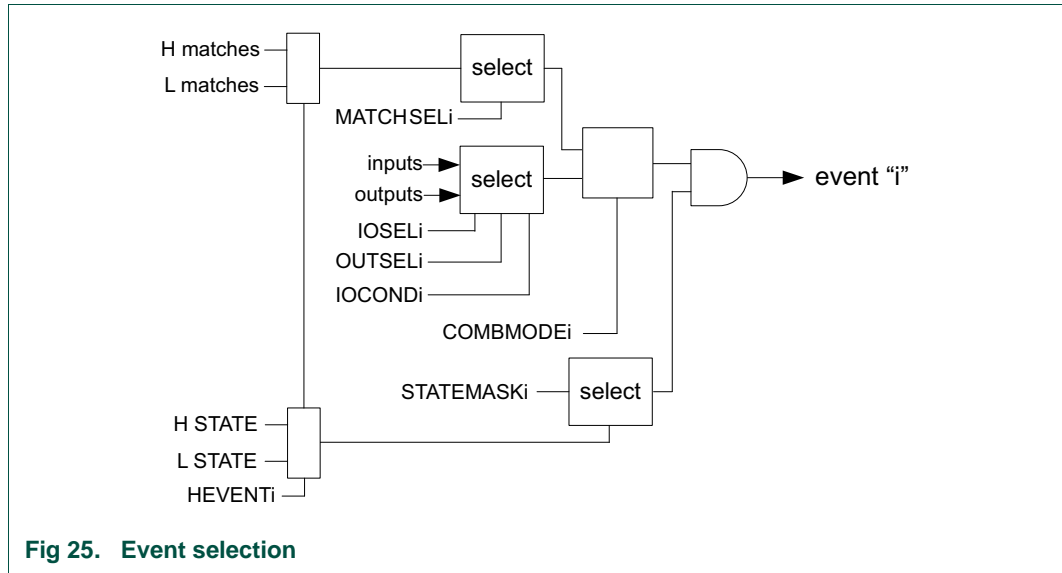 H matches
L matches
select
MATCHSELi
inputs
outputs
select
IOSELi
OUTSELi
IOCONDi
event “i”
COMBMODEi
STATEMASKi
select
H STATE
L STATE
HEVENTi
Fig 25. Event selection